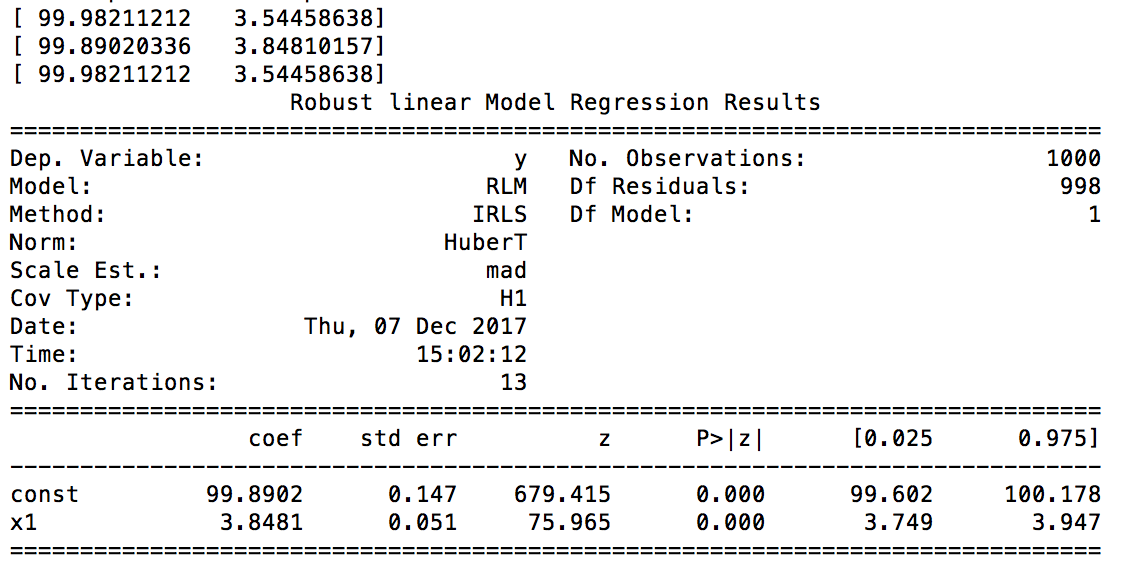 [ 99.98211212   3.54458638]
[ 99.89020336   3.84810157]
[ 99.98211212   3.54458638]
                    Robust linear Model Regression Results
==============================================================================
Dep. Variable:                      y   No. Observations:                 1000
Model:                            RLM   Df Residuals:                      998
Method:                          IRLS   Df Model:                            1
Norm:                          HuberT
Scale Est.:                       mad
Cov Type:                          H1
Date:                Thu, 07 Dec 2017
Time:                        15:02:12
No. Iterations:                    13
==============================================================================
                 coef    std err          z      P>|z|      [0.025      0.975]
------------------------------------------------------------------------------
const         99.8902      0.147    679.415      0.000      99.602     100.178
x1             3.8481      0.051     75.965      0.000       3.749       3.947
==============================================================================